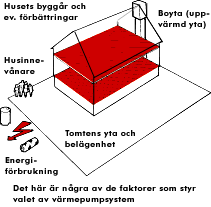 Husets byggår och
ev. förbättringar
Boyta (upp-
värmd yta)
Husinne-
vånare
Tomtens yta och
belägenhet
Energi-
förbrukning
Det här är några av de faktorer som styr
valet av värmepumpsystem